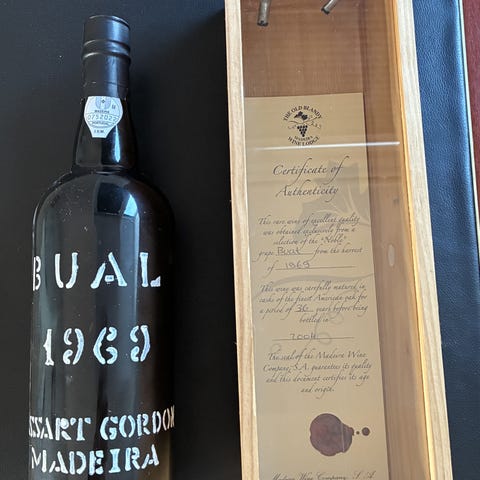 BUAL
1969
SSART GORDON
MADEIRA
THE OLD BLANDY
WINE LODGE
Certificate of
Authenticity
This rare wine of excellent quality
was obtained exclusively from a
selection of the "Noble"
grape Bual from the harvest
of 1969
This wine was carefully matured in
casks of the finest American oak for
a period of 36 years before being
bottled in
2004
The seal of the Madeira Wine
Company, S.A. guarantees its quality
and this document certifies its age
and origin.
Madeira Wine Company, S.A.